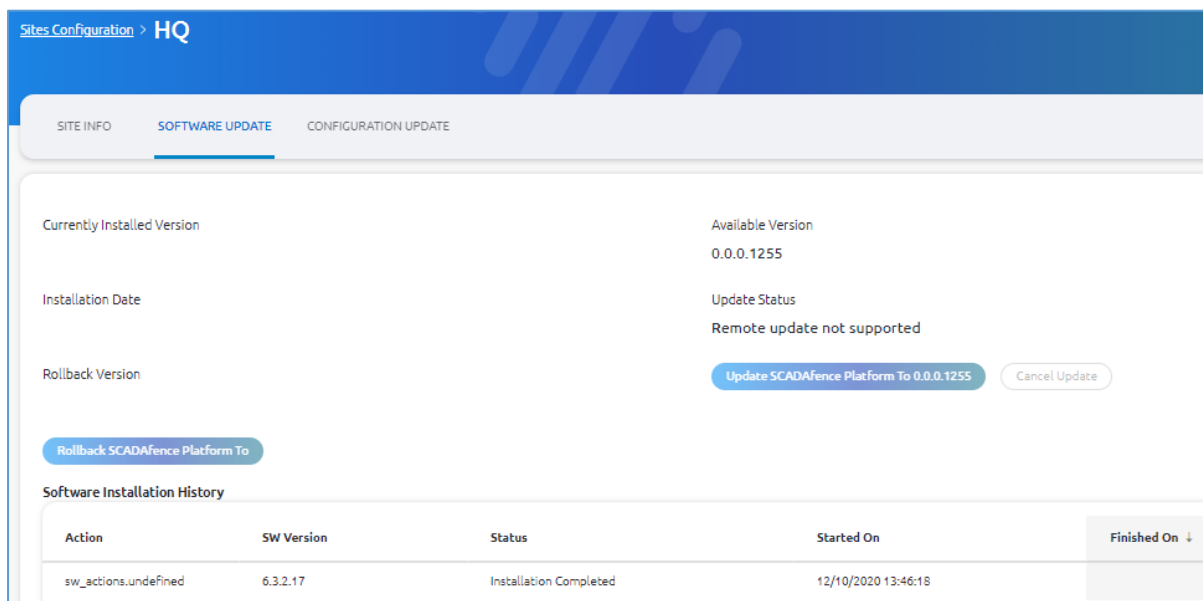 Sites Configuration > HQ
SITE INFO SOFTWARE UPDATE CONFIGURATION UPDATE
Currently Installed Version Available Version
0.0.0.1255
Installation Date Update Status
Remote update not supported
Rollback Version Update SCADAfence Platform To 0.0.0.1255 Cancel Update
Rollback SCADAfence Platform To
Software Installation History
Action SW Version Status Started On Finished On ↓
sw_actions.undefined 6.3.2.17 Installation Completed 12/10/2020 13:46:18